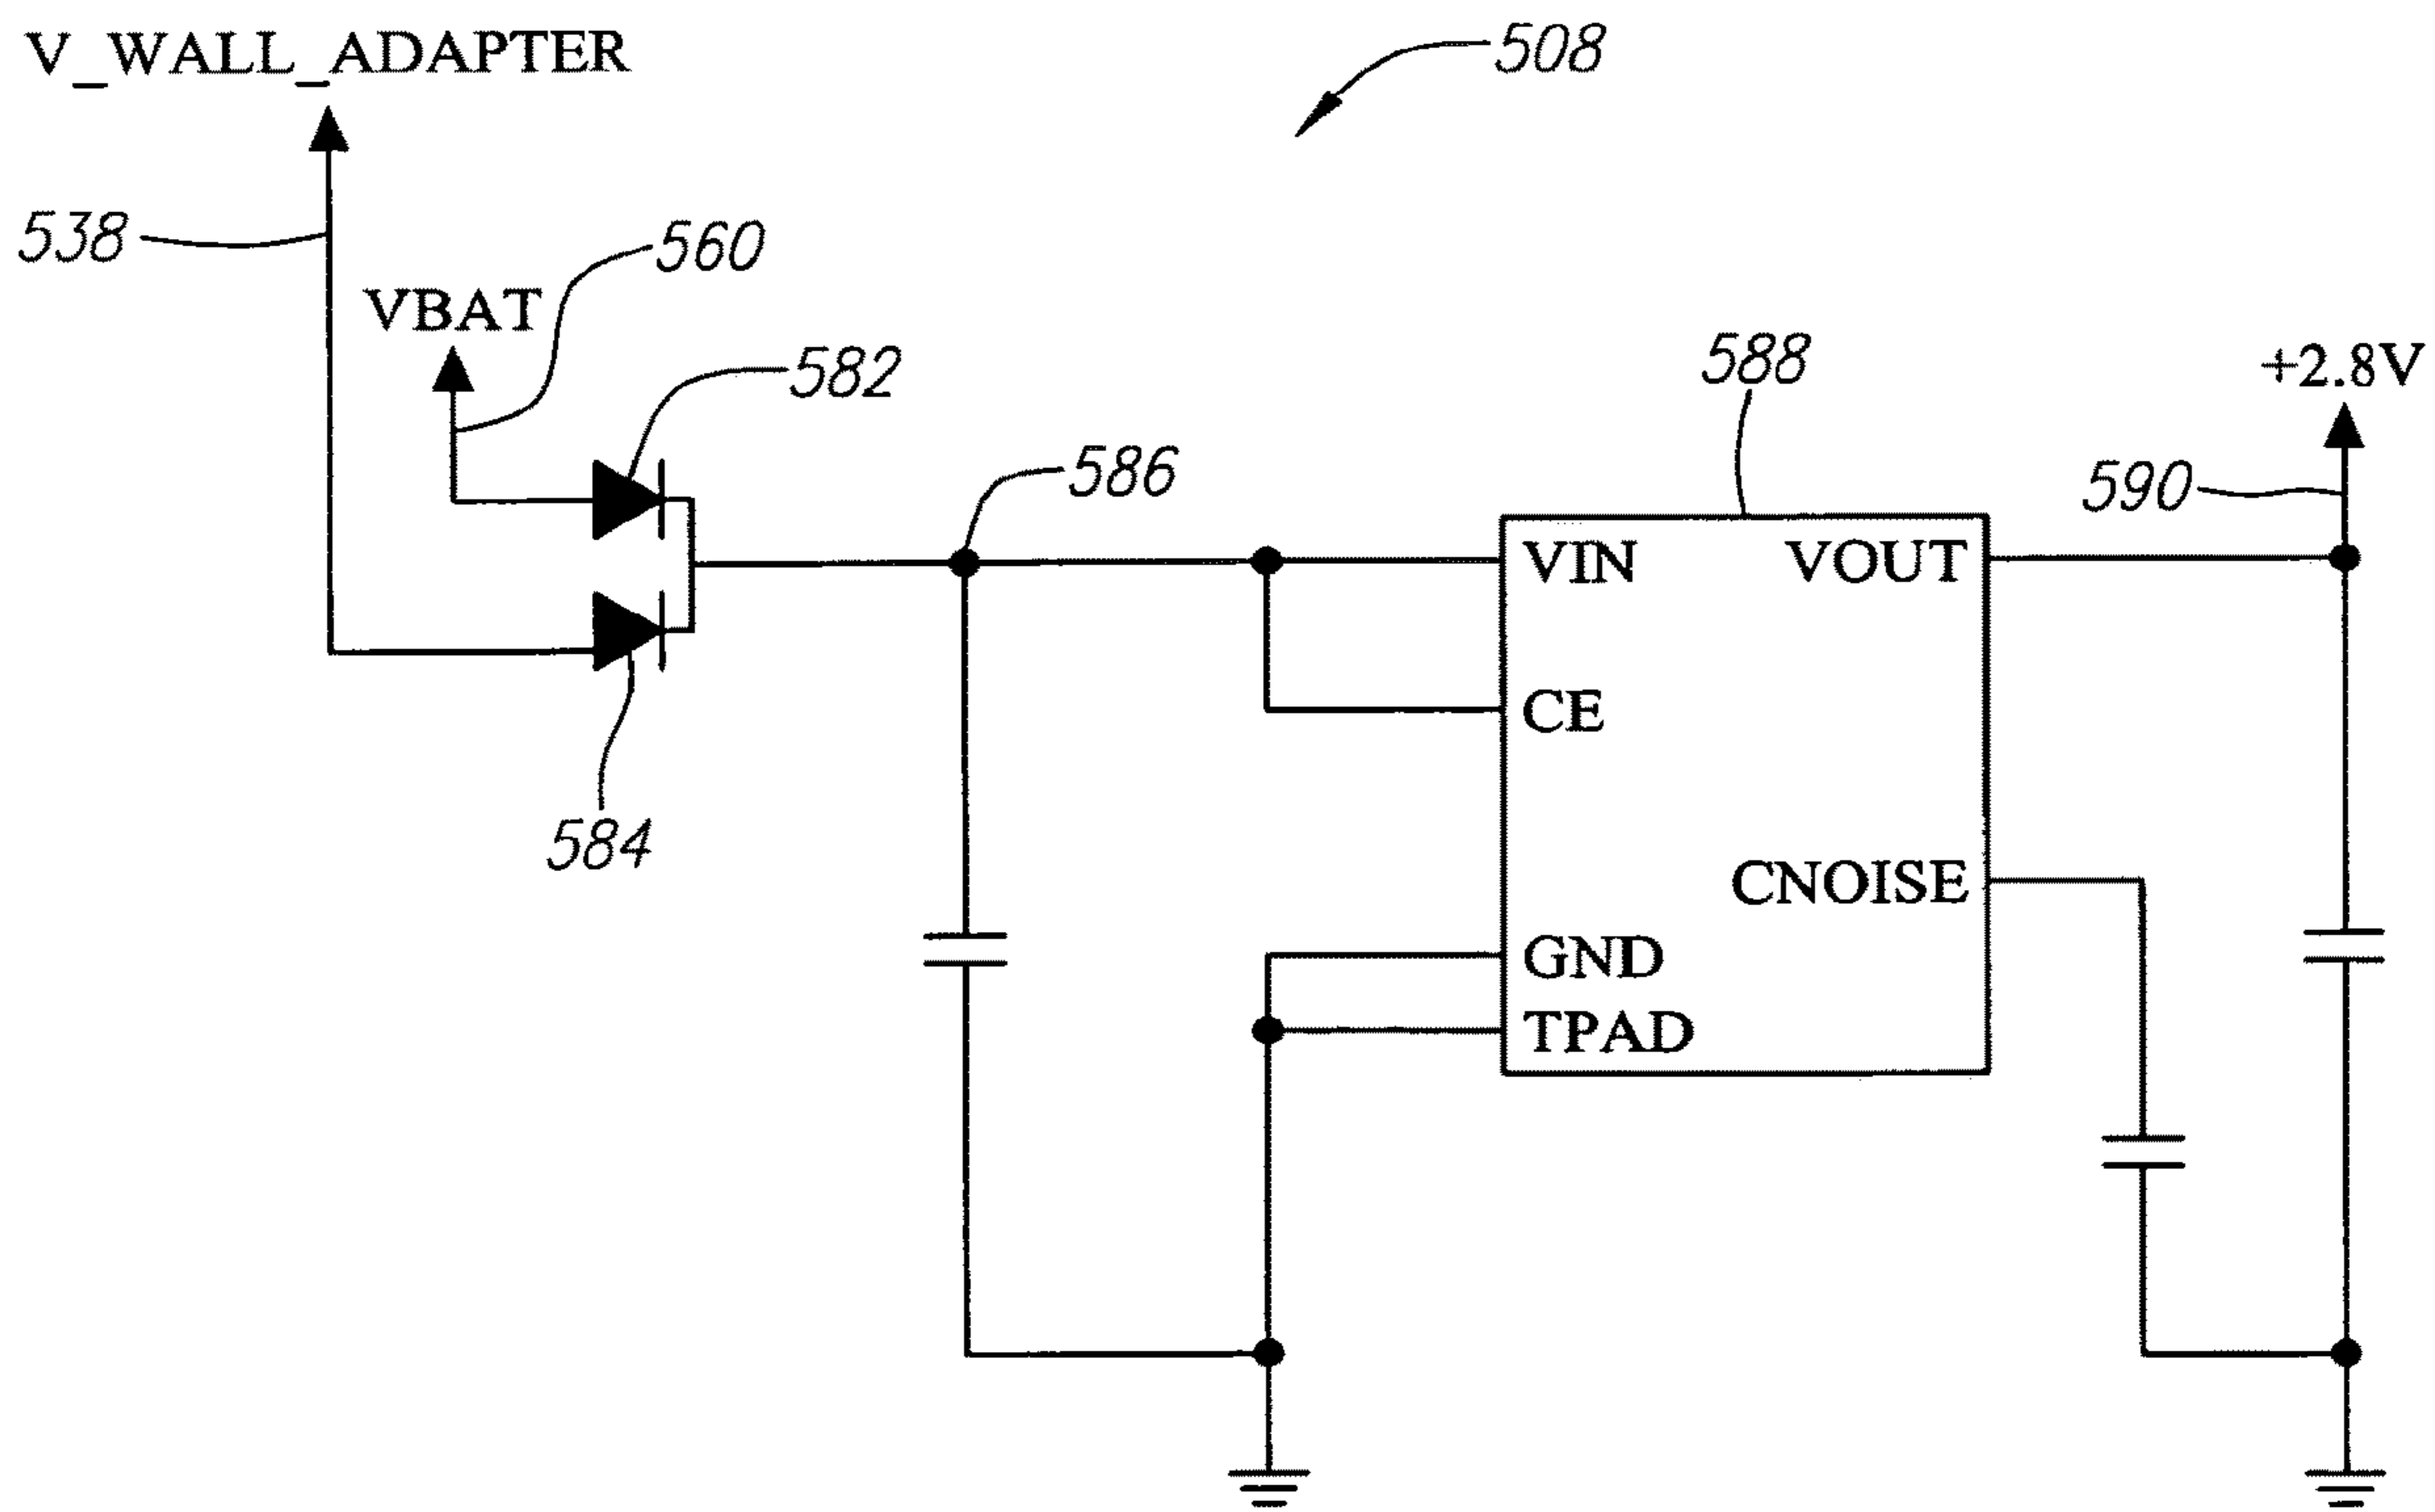 V_WALL_ADAPTER
508
538
560
VBAT
582
588
+2.8V
586
590
VIN
VOUT
CE
584
CNOISE
GND
TPAD